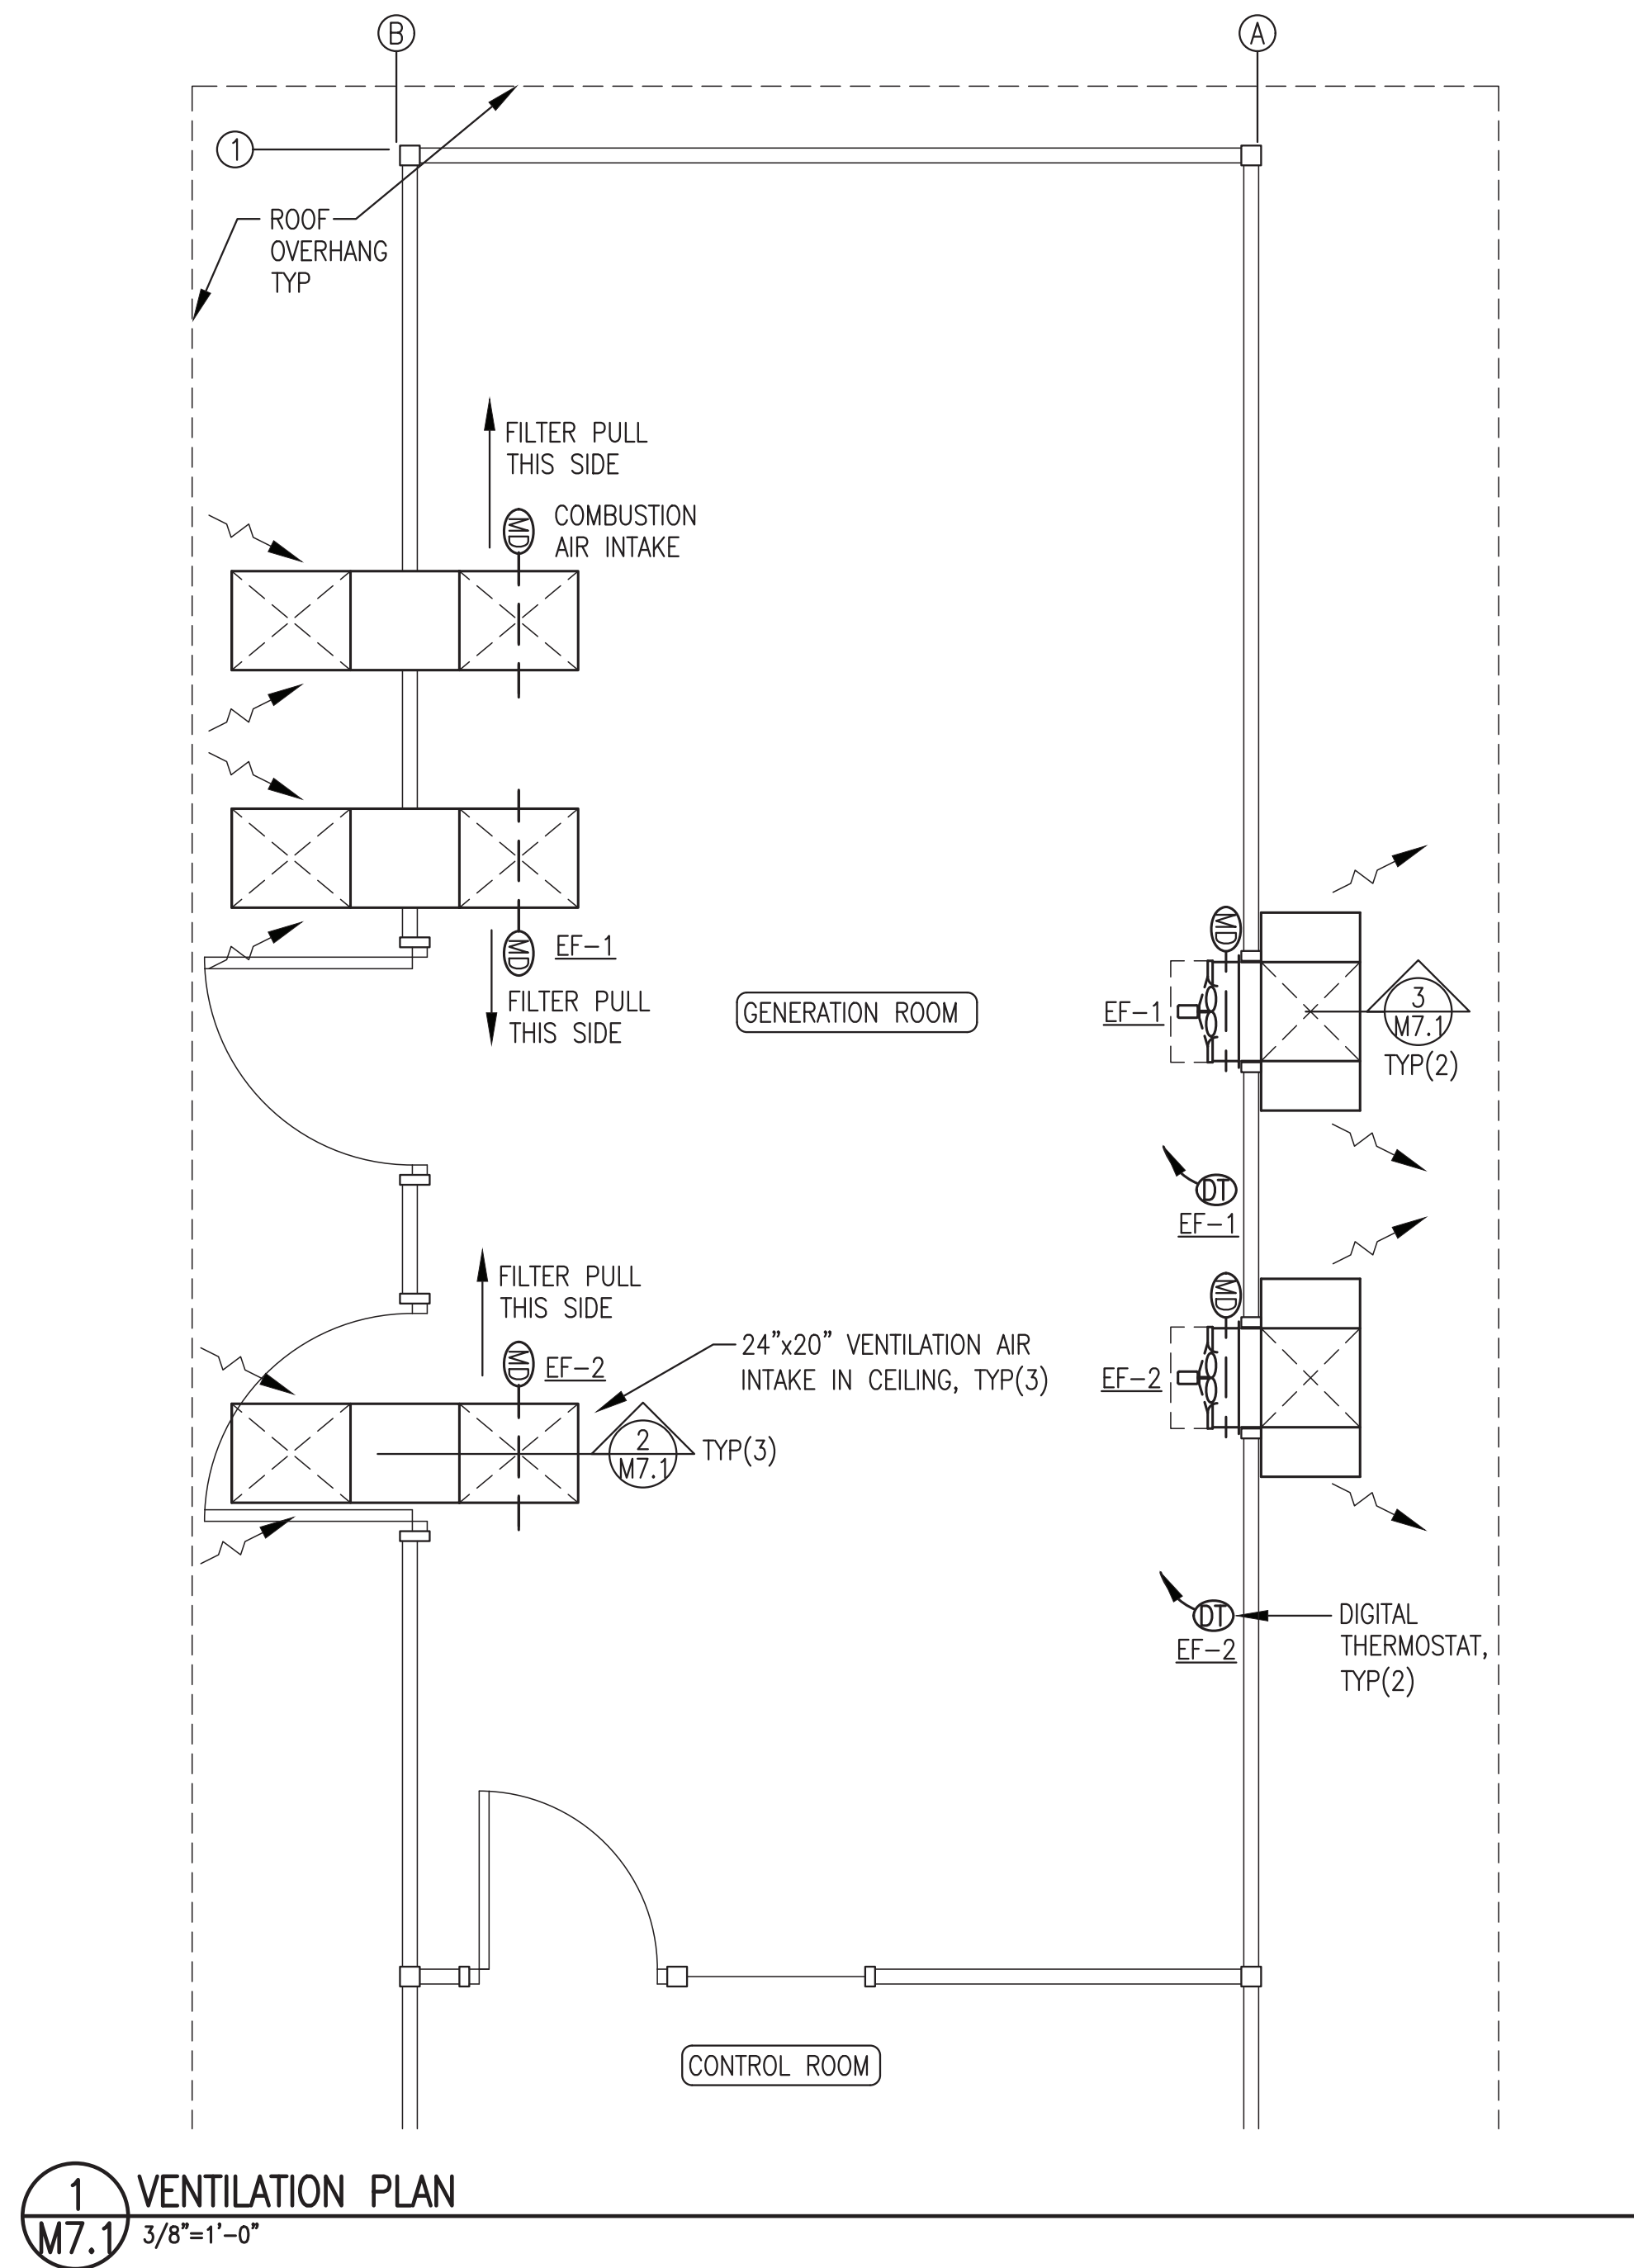 B
A
1
ROOF
OVERHANG
TYP
FILTER PULL
THIS SIDE
MD
COMBUSTION
AIR INTAKE
MD
EF-1
FILTER PULL
THIS SIDE
GENERATION ROOM
MD
EF-1
3
M7.1
TYP(2)
DT
EF-1
FILTER PULL
THIS SIDE
MD
EF-2
24"x20" VENTILATION AIR
INTAKE IN CEILING, TYP(3)
2
M7.1
TYP(3)
MD
EF-2
DT
EF-2
DIGITAL
THERMOSTAT,
TYP(2)
CONTROL ROOM
1
M7.1
VENTILATION PLAN
3/8"=1'-0"